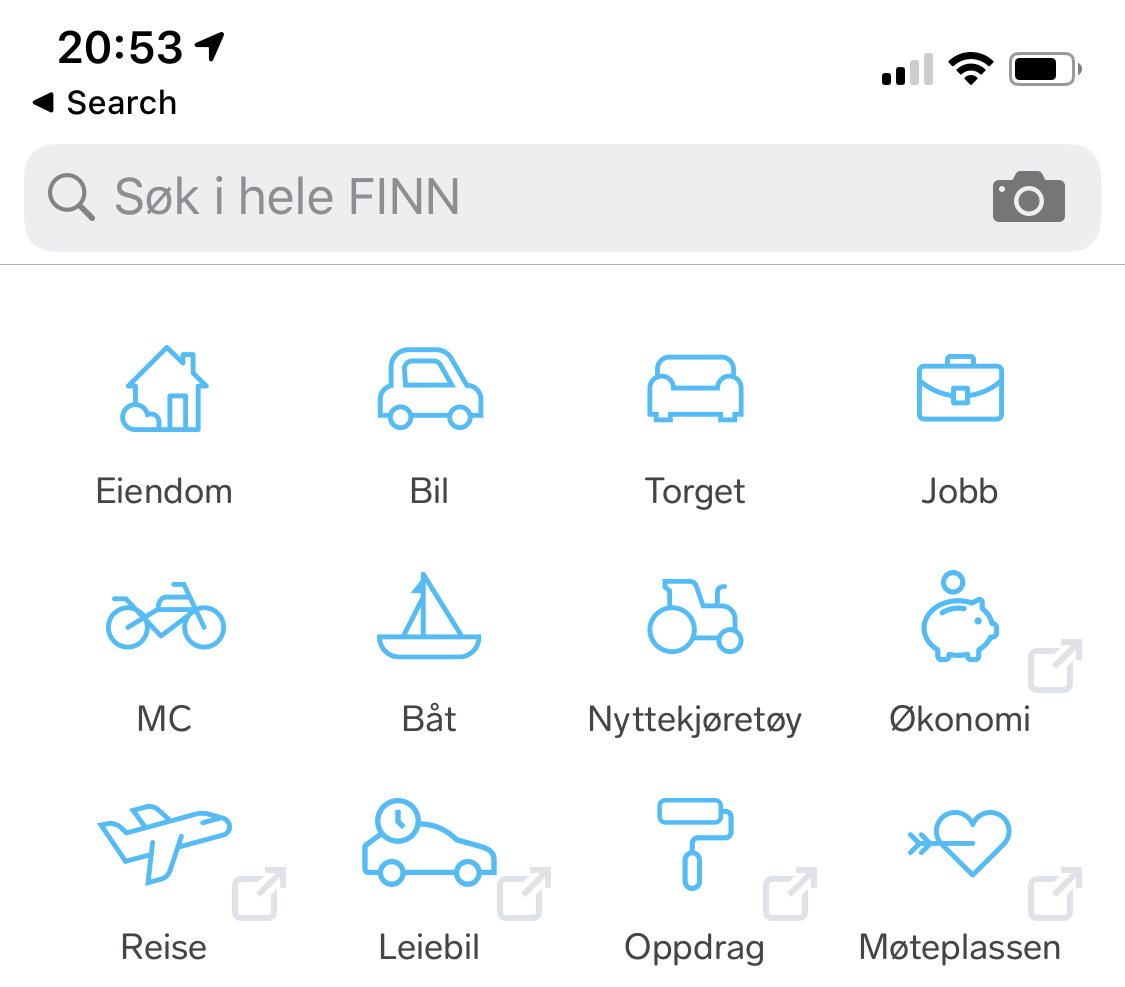 20:53
Search
Søk i hele FINN
Eiendom Bil Torget Jobb
MC Båt Nyttekjøretøy Økonomi
Reise Leiebil Oppdrag Møteplassen